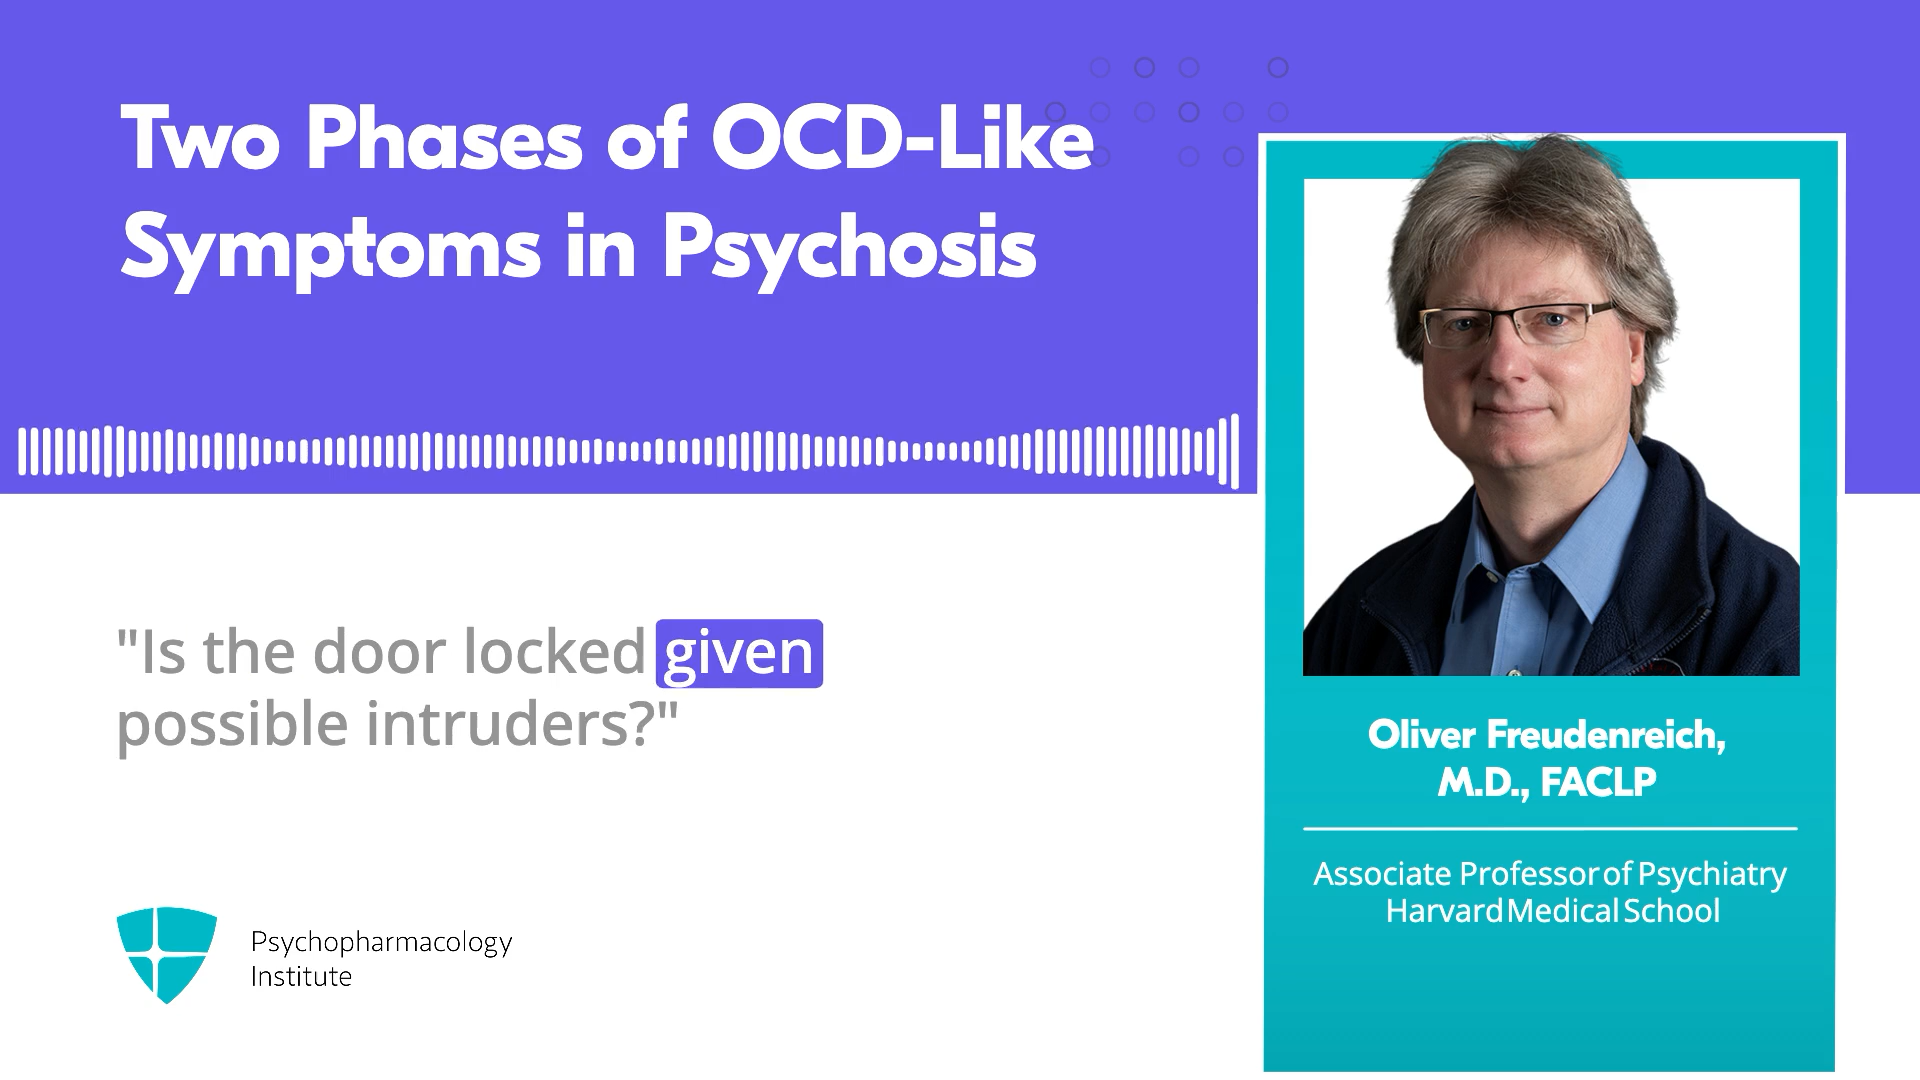 Two Phases of OCD-Like
Symptoms in Psychosis
"Is the door locked given
possible intruders?"
Psychopharmacology
Institute
Oliver Freudenreich,
M.D., FACLP
Associate Professor of Psychiatry
Harvard Medical School